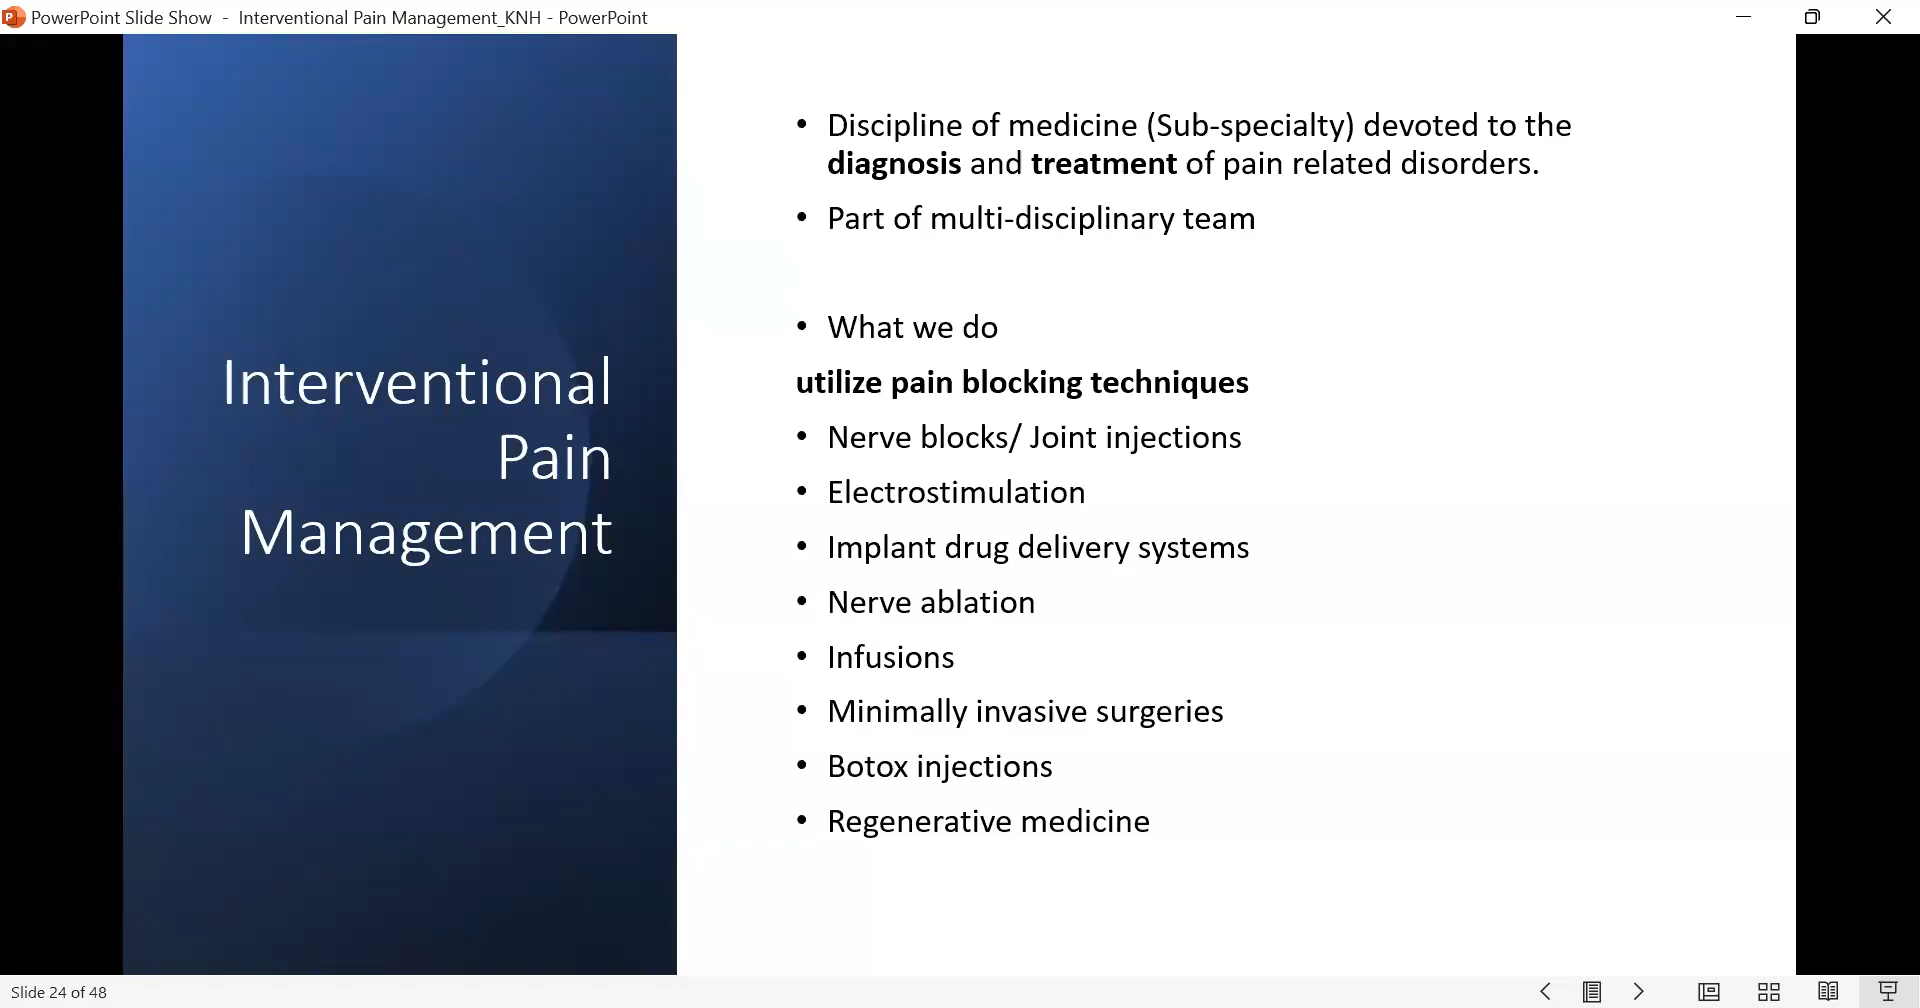 PowerPoint Slide Show - Interventional Pain Management_KNH - PowerPoint
Interventional
Pain
Management
• Discipline of medicine (Sub-specialty) devoted to the
diagnosis and treatment of pain related disorders.
• Part of multi-disciplinary team
• What we do
utilize pain blocking techniques
• Nerve blocks/ Joint injections
• Electrostimulation
• Implant drug delivery systems
• Nerve ablation
• Infusions
• Minimally invasive surgeries
• Botox injections
• Regenerative medicine
Slide 24 of 48